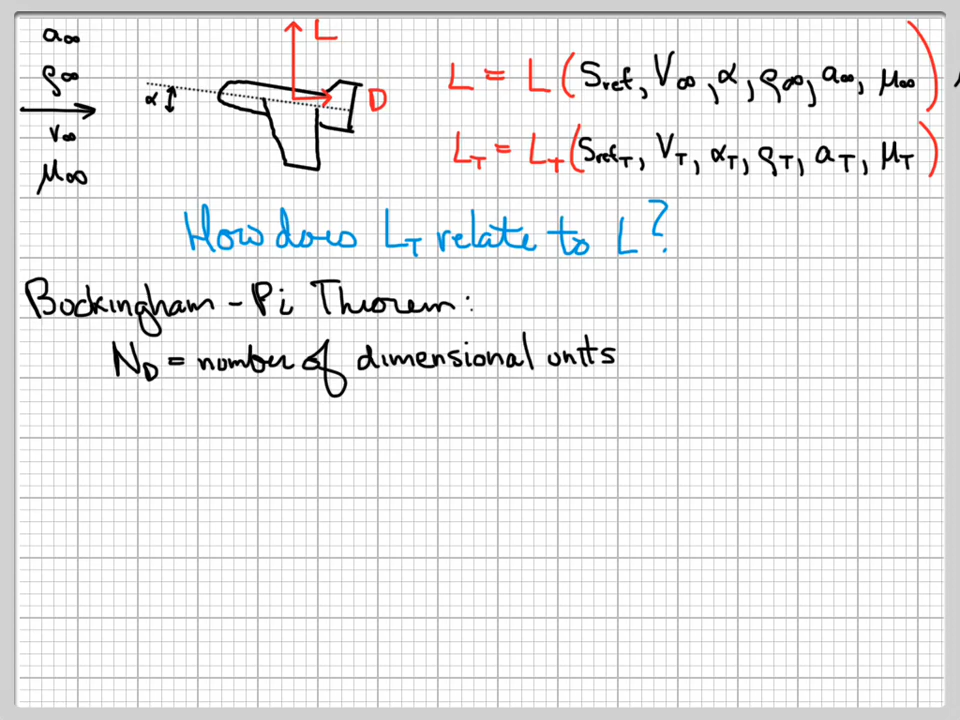 a∞
ρ∞
V∞
μ∞
α
L
D
L = L(Sref, V∞, α, ρ∞, a∞, μ∞)
LT = LT(SrefT, VT, αT, ρT, aT, μT)
How does LT relate to L?
Buckingham - Pi Theorem:
ND = number of dimensional units